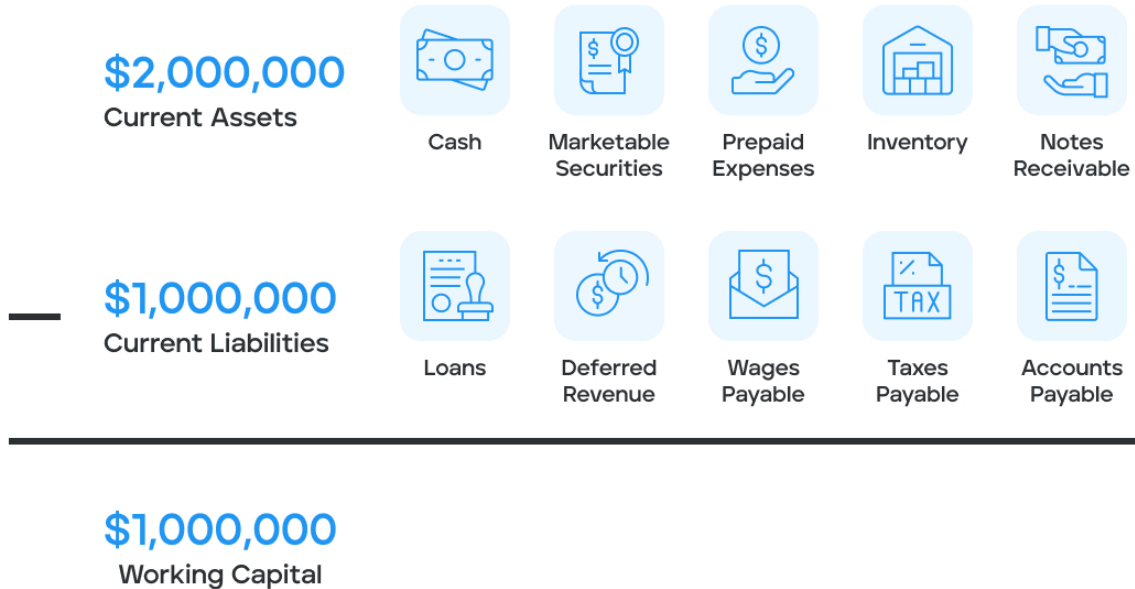 $2,000,000
Current Assets
Cash
Marketable
Securities
Prepaid
Expenses
Inventory
Notes
Receivable
—
$1,000,000
Current Liabilities
Loans
Deferred
Revenue
Wages
Payable
TAX
Taxes
Payable
Accounts
Payable
$1,000,000
Working Capital